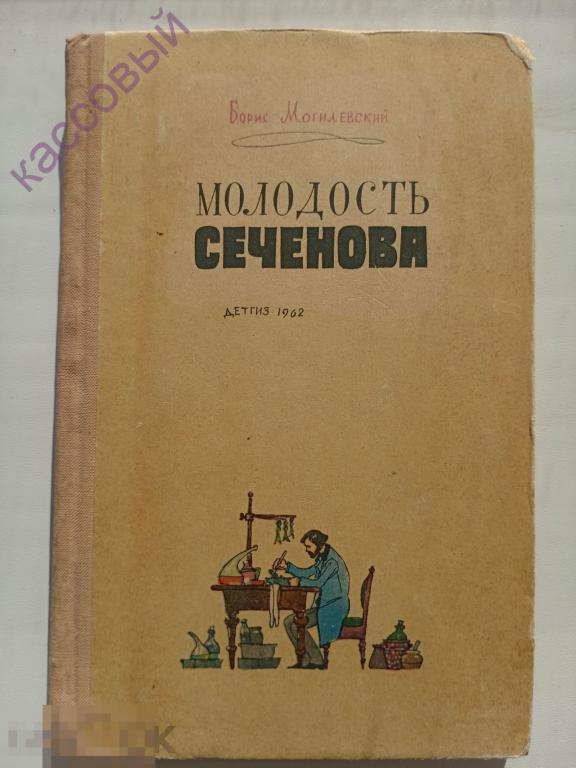 кассовый
Борис Могилевский
МОЛОДОСТЬ
СЕЧЕНОВА
ДЕТГИЗ 1962